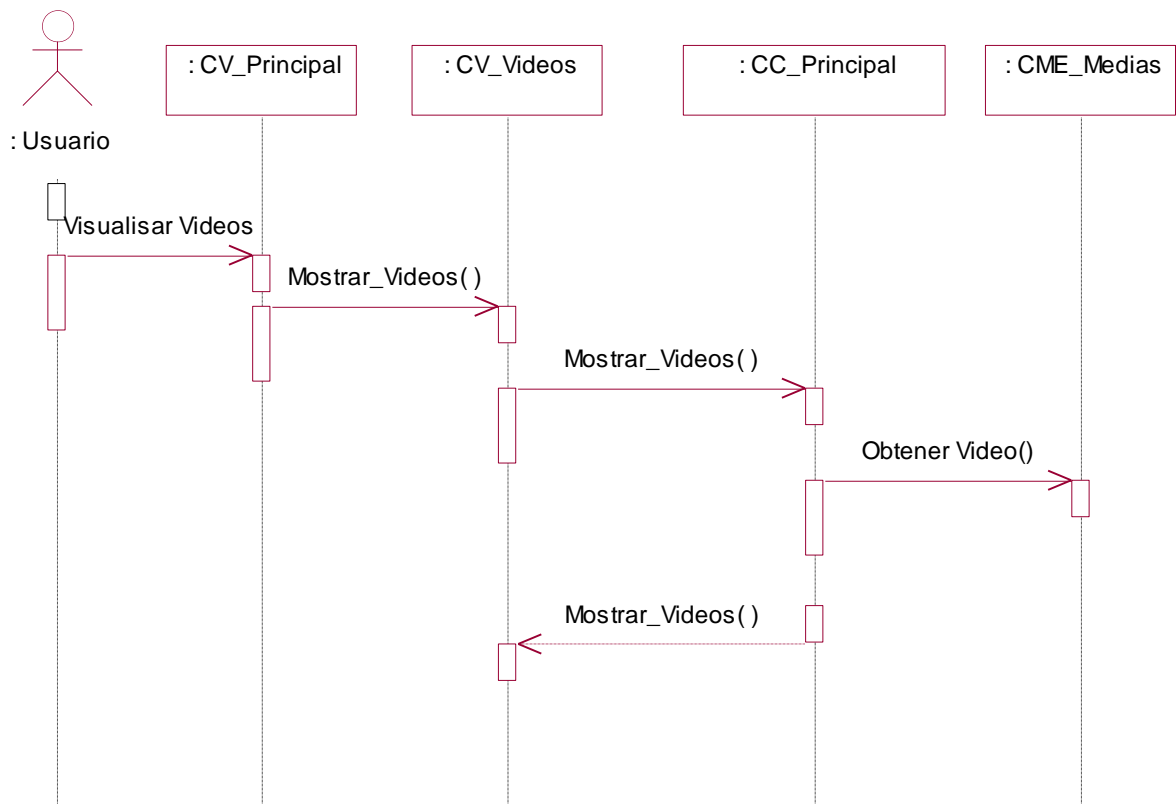 : CV_Principal
: CV_Videos
: CC_Principal
: CME_Medias
: Usuario
Visualisar Videos
Mostrar_Videos( )
Mostrar_Videos( )
Obtener Video()
Mostrar_Videos( )